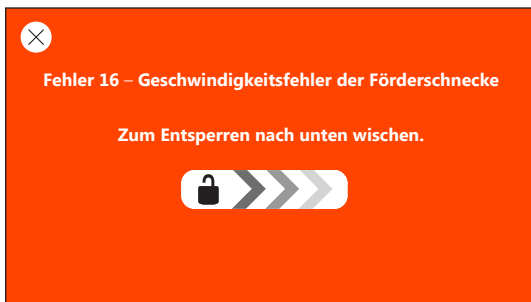 Fehler 16 – Geschwindigkeitsfehler der Förderschnecke
Zum Entsperren nach unten wischen.